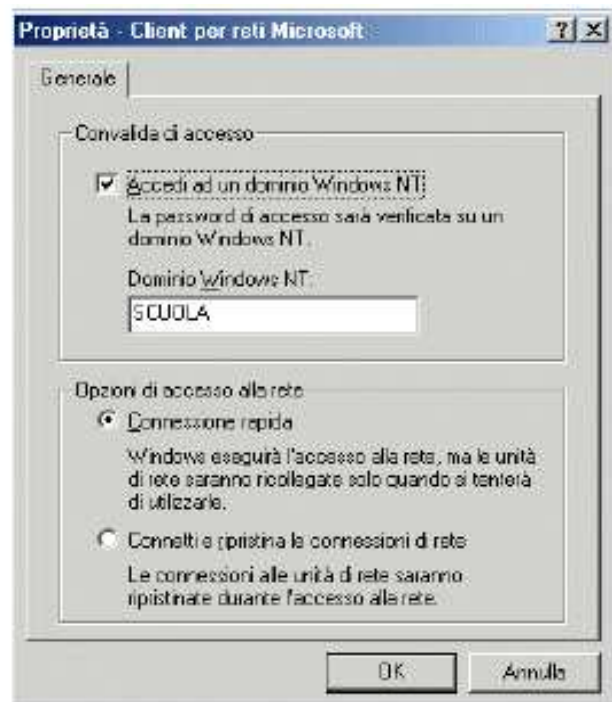 Proprietà - Client per reti Microsoft
Generale
Convalida di accesso
Accedi ad un dominio Windows NT
La password di accesso sarà verificata su un
dominio Windows NT.
Dominio Windows NT:
SCUOLA
Opzioni di accesso alla rete
Connessione rapida
Windows eseguirà l'accesso alla rete, ma le unità
di rete saranno ricollegate solo quando si tenterà
di utilizzarle.
Connetti e ripristina le connessioni di rete
Le connessioni alle unità di rete saranno
ripristinate durante l'accesso alla rete.
OK
Annulla